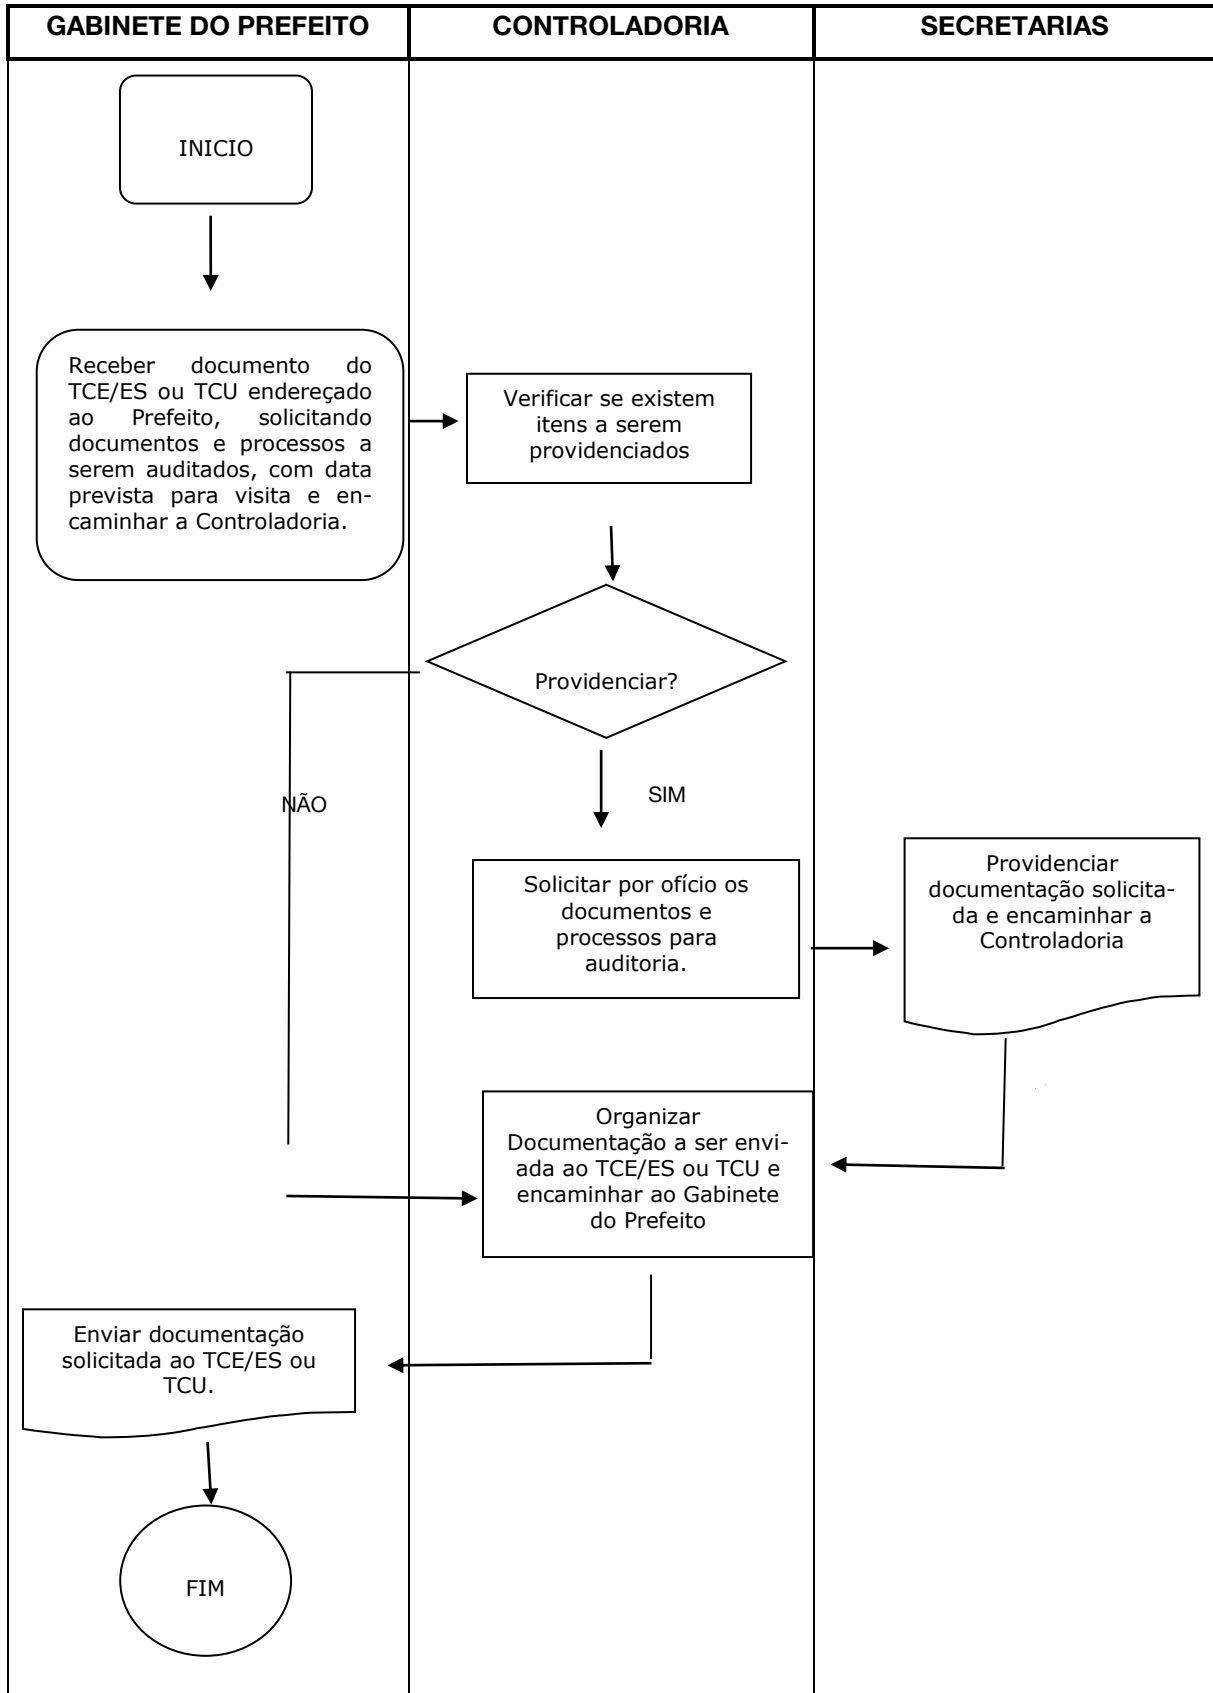 GABINETE DO PREFEITO
CONTROLADORIA
SECRETARIAS
INICIO
Receber documento do
TCE/ES ou TCU endereçado
ao Prefeito, solicitando
documentos e processos a
serem auditados, com data
prevista para visita e en-
caminhar a Controladoria.
Verificar se existem
itens a serem
providenciados
Providenciar?
NÃO
SIM
Solicitar por ofício os
documentos e
processos para
auditoria.
Providenciar
documentação solicita-
da e encaminhar a
Controladoria
Organizar
Documentação a ser envi-
ada ao TCE/ES ou TCU e
encaminhar ao Gabinete
do Prefeito
Enviar documentação
solicitada ao TCE/ES ou
TCU.
FIM